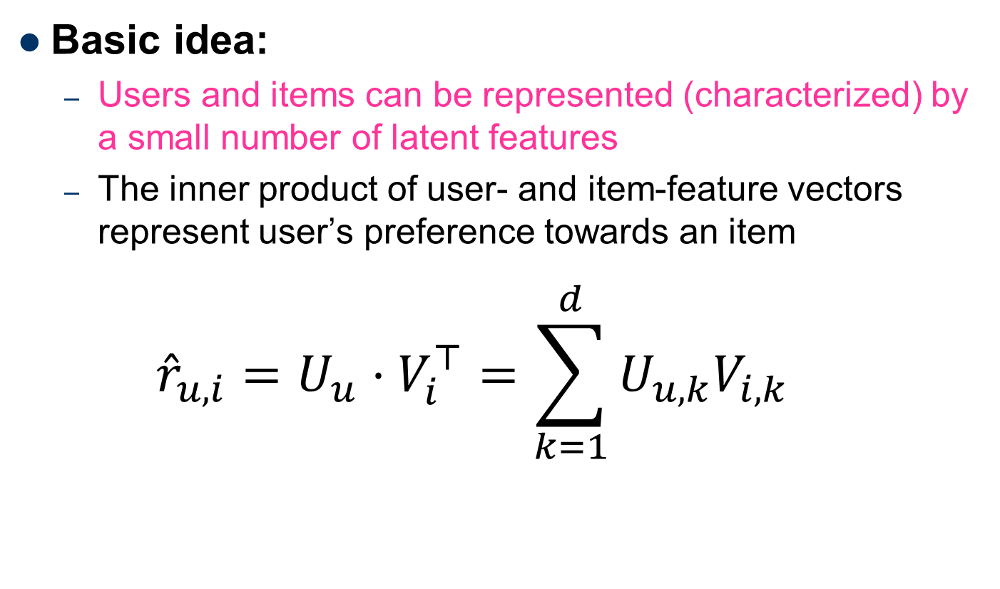 ● Basic idea:
– Users and items can be represented (characterized) by
a small number of latent features
– The inner product of user- and item-feature vectors
represent user’s preference towards an item
$\hat{r}_{u,i} = U_u \cdot V_i^\top = \sum_{k=1}^{d} U_{u,k} V_{i,k}$